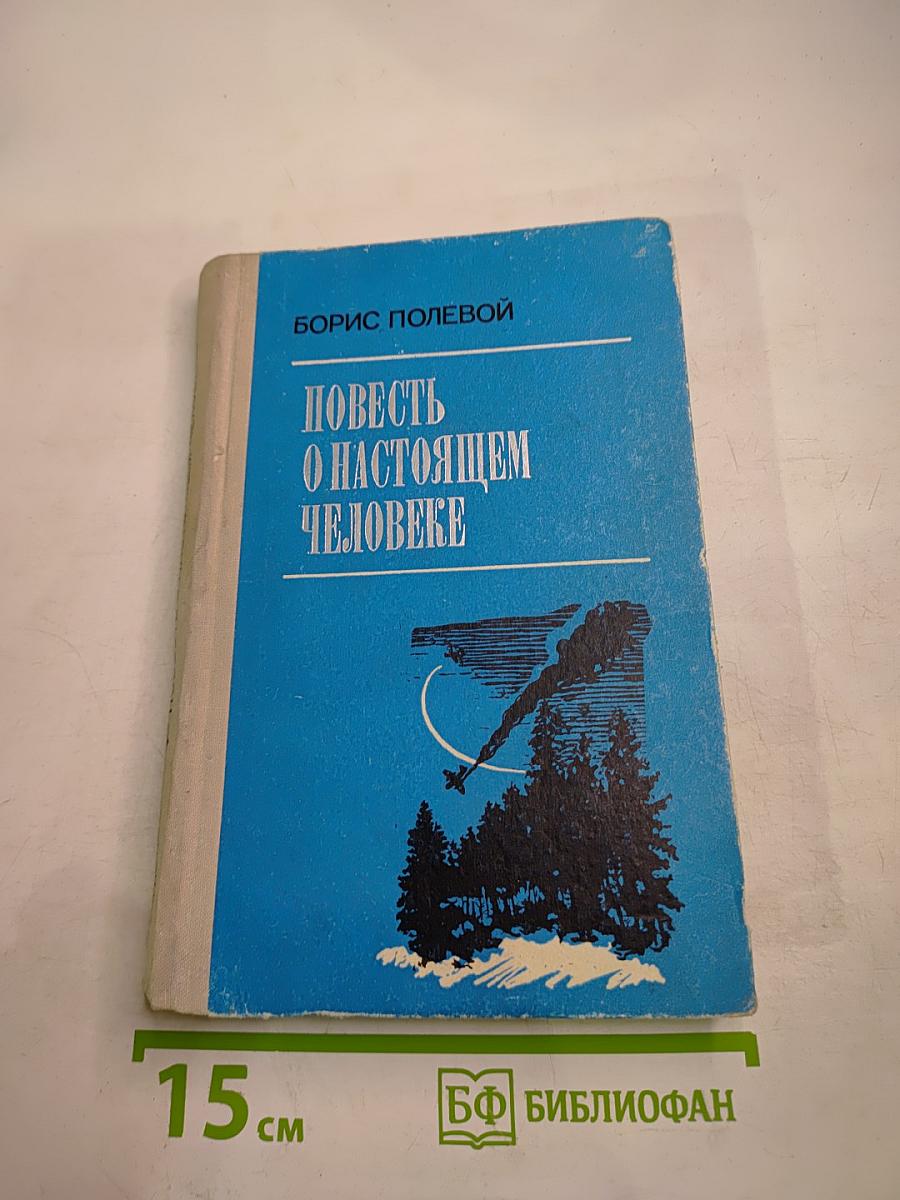 БОРИС ПОЛЕВОЙ
ПОВЕСТЬ
О НАСТОЯЩЕМ
ЧЕЛОВЕКЕ
15 см
БФ БИБЛИОФАН